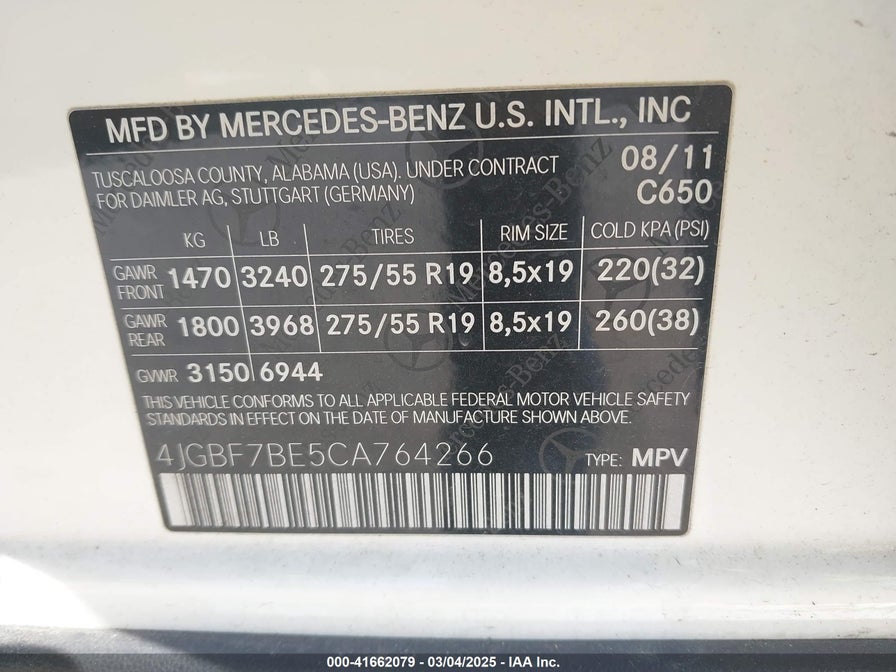 MFD BY MERCEDES-BENZ U.S. INTL., INC
TUSCALOOSA COUNTY, ALABAMA (USA). UNDER CONTRACT
FOR DAIMLER AG, STUTTGART (GERMANY)
08/11
C650
KG LB TIRES RIM SIZE COLD KPA (PSI)
GAWR FRONT 1470 3240 275/55 R19 8,5x19 220(32)
GAWR REAR 1800 3968 275/55 R19 8,5x19 260(38)
GVWR 3150 6944
THIS VEHICLE CONFORMS TO ALL APPLICABLE FEDERAL MOTOR VEHICLE SAFETY
STANDARDS IN EFFECT ON THE DATE OF MANUFACTURE SHOWN ABOVE.
4JGBF7BE5CA764266 TYPE: MPV
000-41662079 - 03/04/2025 - IAA Inc.